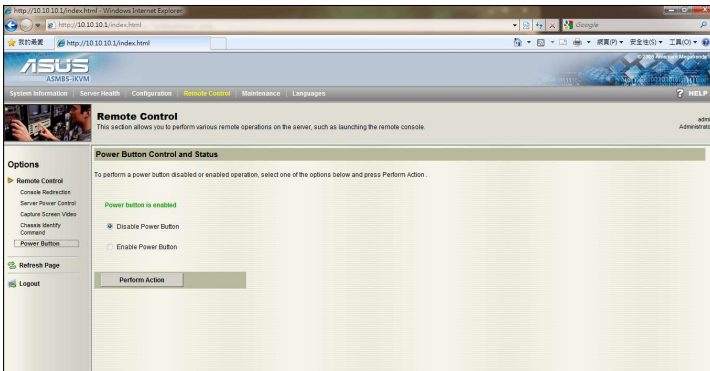 http://10.10.10.1/index.html - Windows Internet Explorer
http://10.10.10.1/index.html
Google
我的最愛
http://10.10.10.1/index.html
網頁(P)
安全性(S)
工具(O)
ASUS
ASMB5-iKVM
System Information
Server Health
Configuration
Remote Control
Maintenance
Languages
HELP
Remote Control
This section allows you to perform various remote operations on the server, such as launching the remote console.
Options
Remote Control
Console Redirection
Server Power Control
Capture Screen Video
Chassis Identify
Command
Power Button
Refresh Page
Logout
Power Button Control and Status
To perform a power button disabled or enabled operation, select one of the options below and press Perform Action .
Power button is enabled
Disable Power Button
Enable Power Button
Perform Action